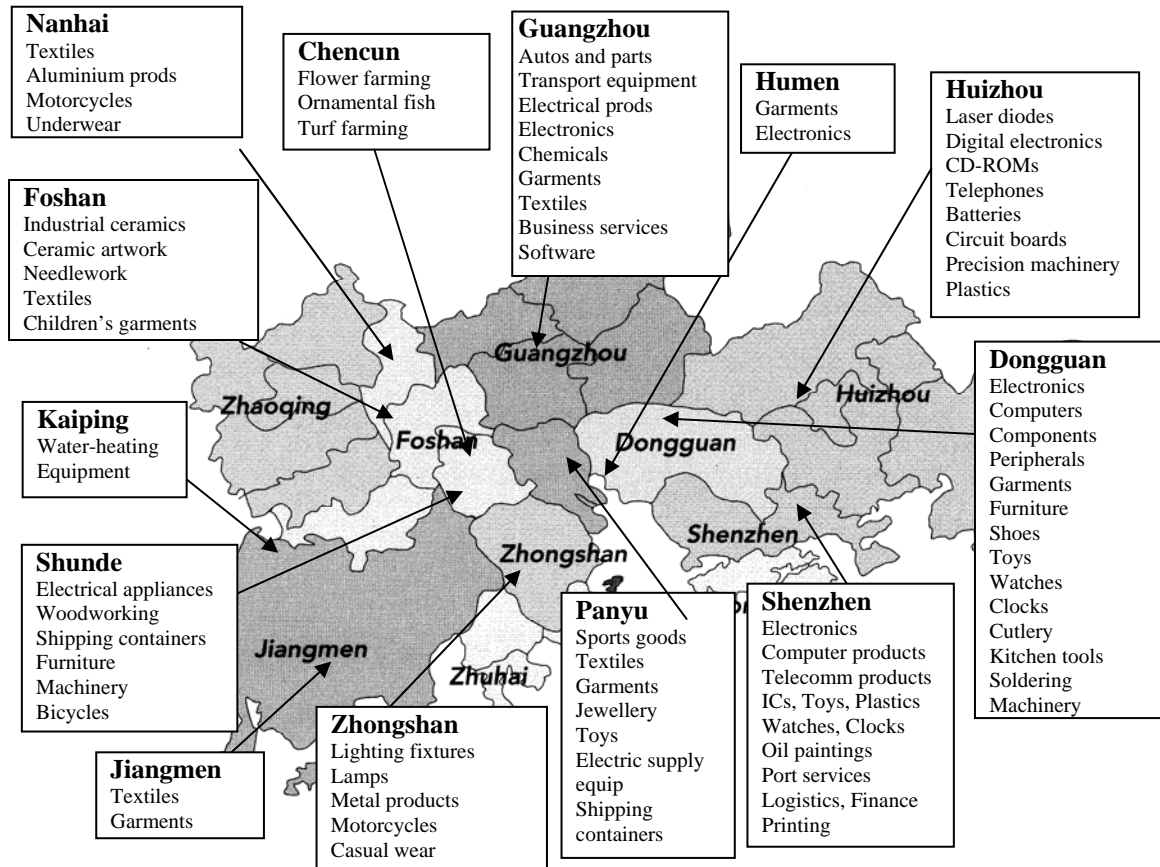 Nanhai
Textiles
Aluminium prods
Motorcycles
Underwear
Chencun
Flower farming
Ornamental fish
Turf farming
Guangzhou
Autos and parts
Transport equipment
Electrical prods
Electronics
Chemicals
Garments
Textiles
Business services
Software
Humen
Garments
Electronics
Huizhou
Laser diodes
Digital electronics
CD-ROMs
Telephones
Batteries
Circuit boards
Precision machinery
Plastics
Foshan
Industrial ceramics
Ceramic artwork
Needlework
Textiles
Children’s garments
Kaiping
Water-heating
Equipment
Shunde
Electrical appliances
Woodworking
Shipping containers
Furniture
Machinery
Bicycles
Jiangmen
Textiles
Garments
Zhongshan
Lighting fixtures
Lamps
Metal products
Motorcycles
Casual wear
Panyu
Sports goods
Textiles
Garments
Jewellery
Toys
Electric supply
equip
Shipping
containers
Shenzhen
Electronics
Computer products
Telecomm products
ICs, Toys, Plastics
Watches, Clocks
Oil paintings
Port services
Logistics, Finance
Printing
Dongguan
Electronics
Computers
Components
Peripherals
Garments
Furniture
Shoes
Toys
Watches
Clocks
Cutlery
Kitchen tools
Soldering
Machinery
Guangzhou
Zhaoqing
Huizhou
Foshan
Dongguan
Shenzhen
Zhongshan
Jiangmen
Zhuhai